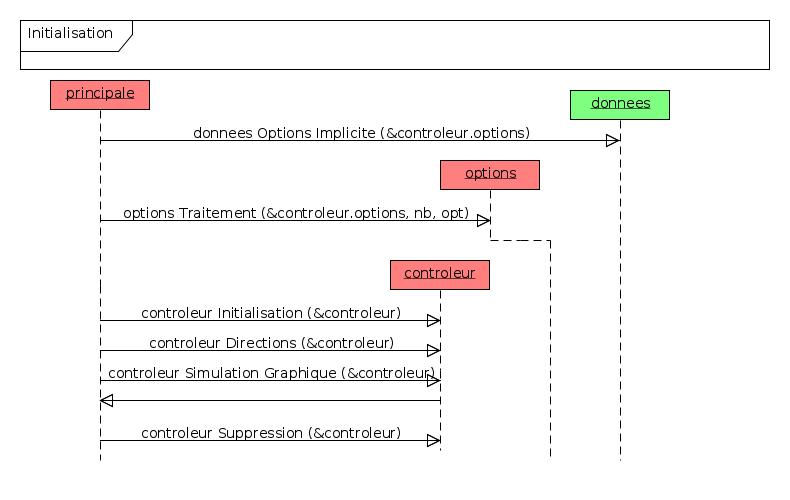 Initialisation
principale
donnees
donnees Options Implicite (&controleur.options)
options
options Traitement (&controleur.options, nb, opt)
controleur
controleur Initialisation (&controleur)
controleur Directions (&controleur)
controleur Simulation Graphique (&controleur)
controleur Suppression (&controleur)